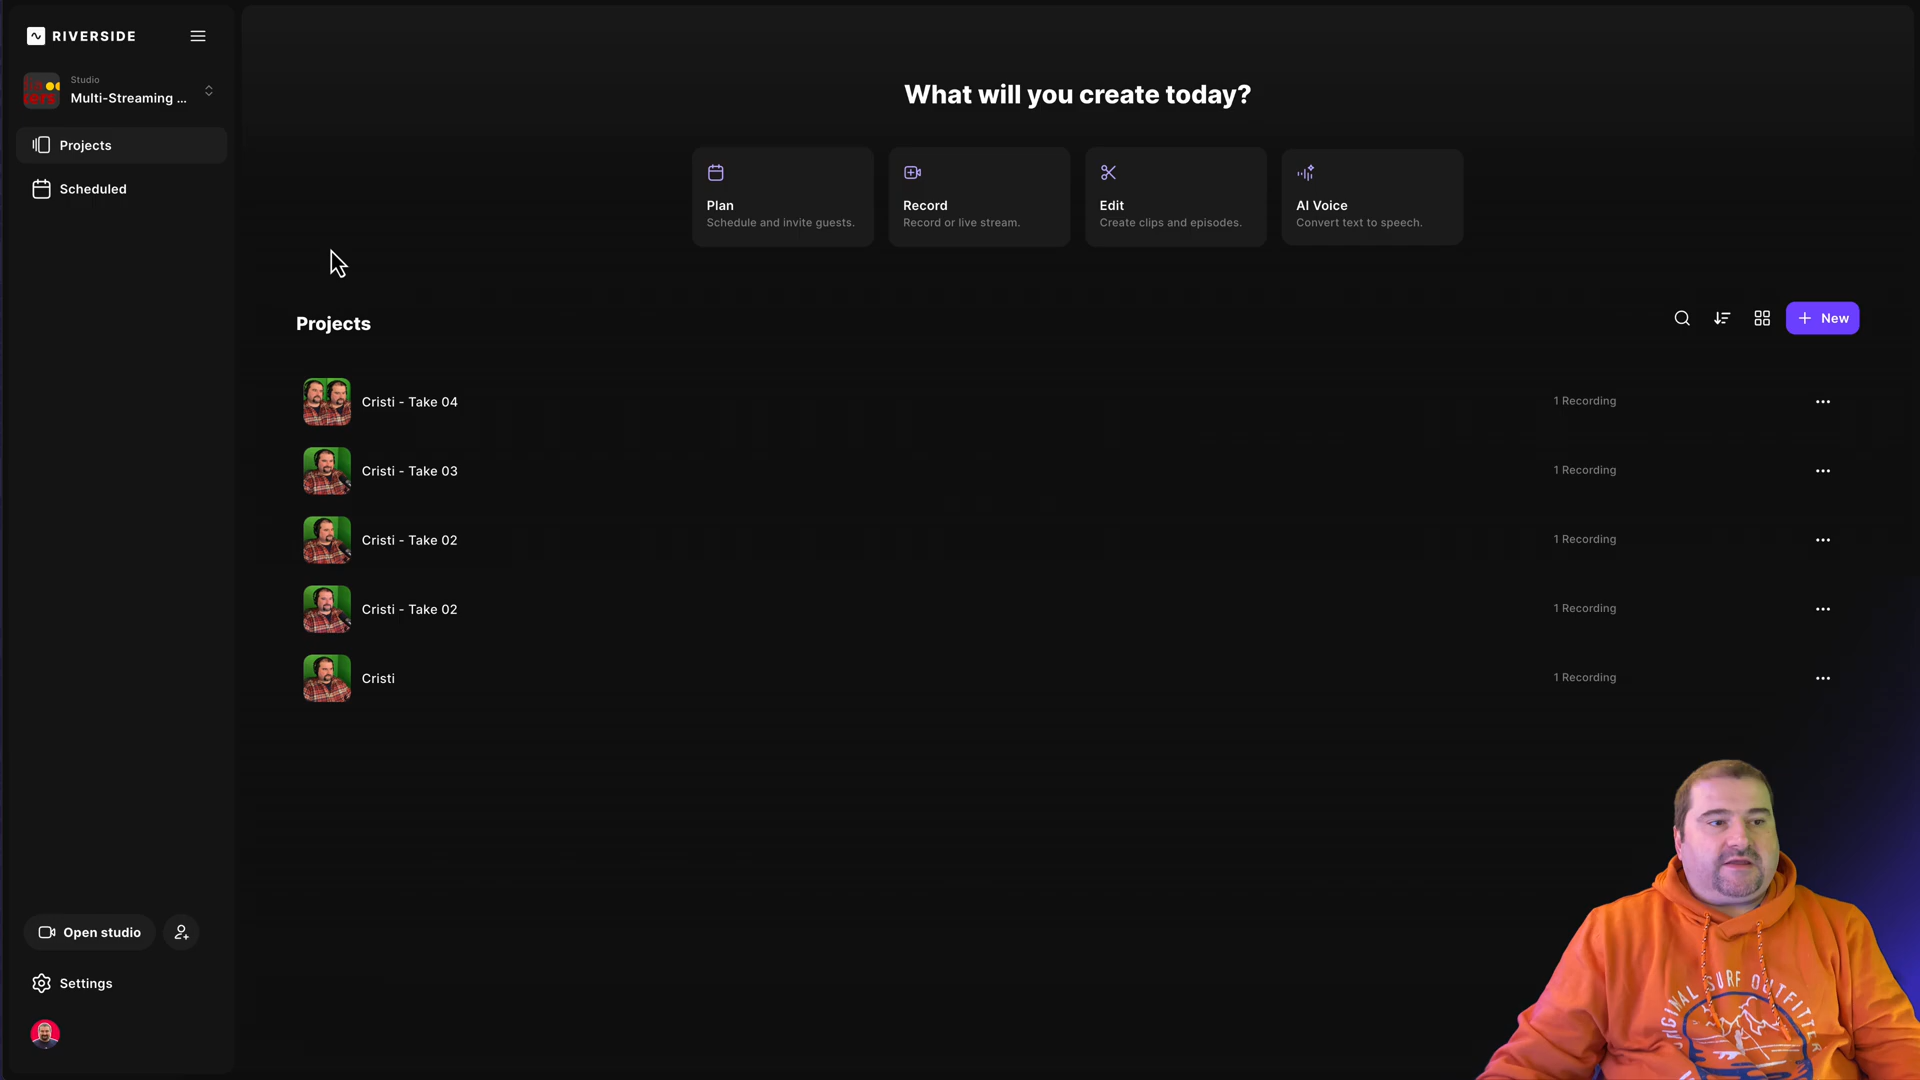 RIVERSIDE
Studio
Multi-Streaming ...
Projects
Scheduled
What will you create today?
Plan
Schedule and invite guests.
Record
Record or live stream.
Edit
Create clips and episodes.
AI Voice
Convert text to speech.
Projects
New
Cristi - Take 04
1 Recording
Cristi - Take 03
1 Recording
Cristi - Take 02
1 Recording
Cristi - Take 02
1 Recording
Cristi
1 Recording
Open studio
Settings
SURF OUTFITTER